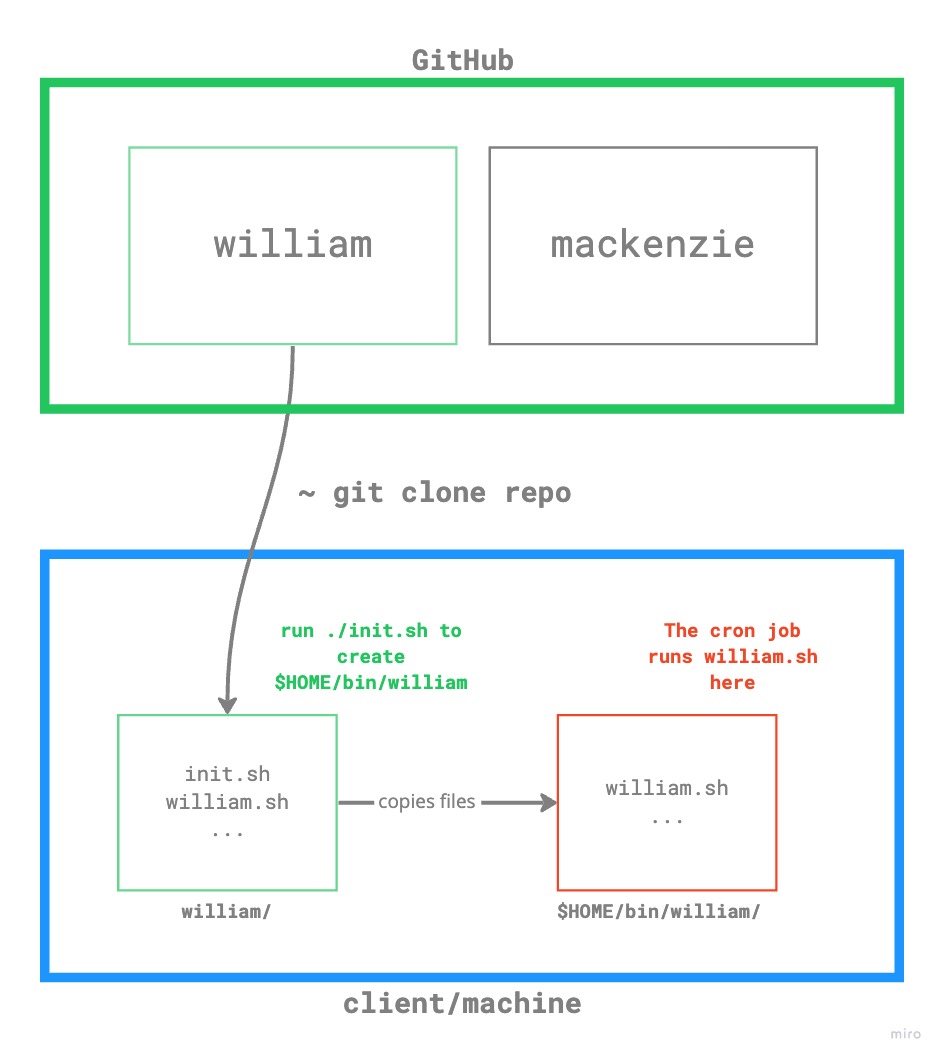 GitHub
william
mackenzie
~ git clone repo
run ./init.sh to
create
$HOME/bin/william
The cron job
runs william.sh
here
init.sh
william.sh
...
copies files
william.sh
...
william/
$HOME/bin/william/
client/machine
miro